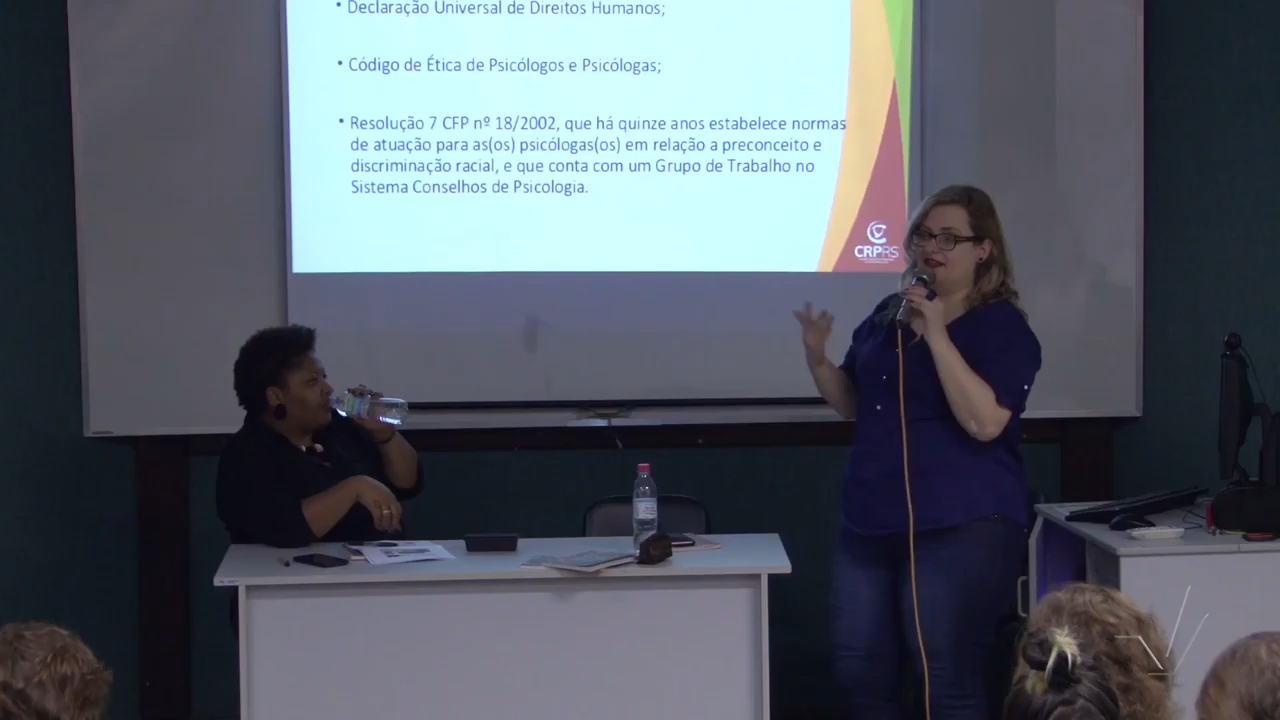 • Declaração Universal de Direitos Humanos;
• Código de Ética de Psicólogos e Psicólogas;
• Resolução 7 CFP nº 18/2002, que há quinze anos estabelece normas
de atuação para as(os) psicólogas(os) em relação a preconceito e
discriminação racial, e que conta com um Grupo de Trabalho no
Sistema Conselhos de Psicologia.
CRPRS